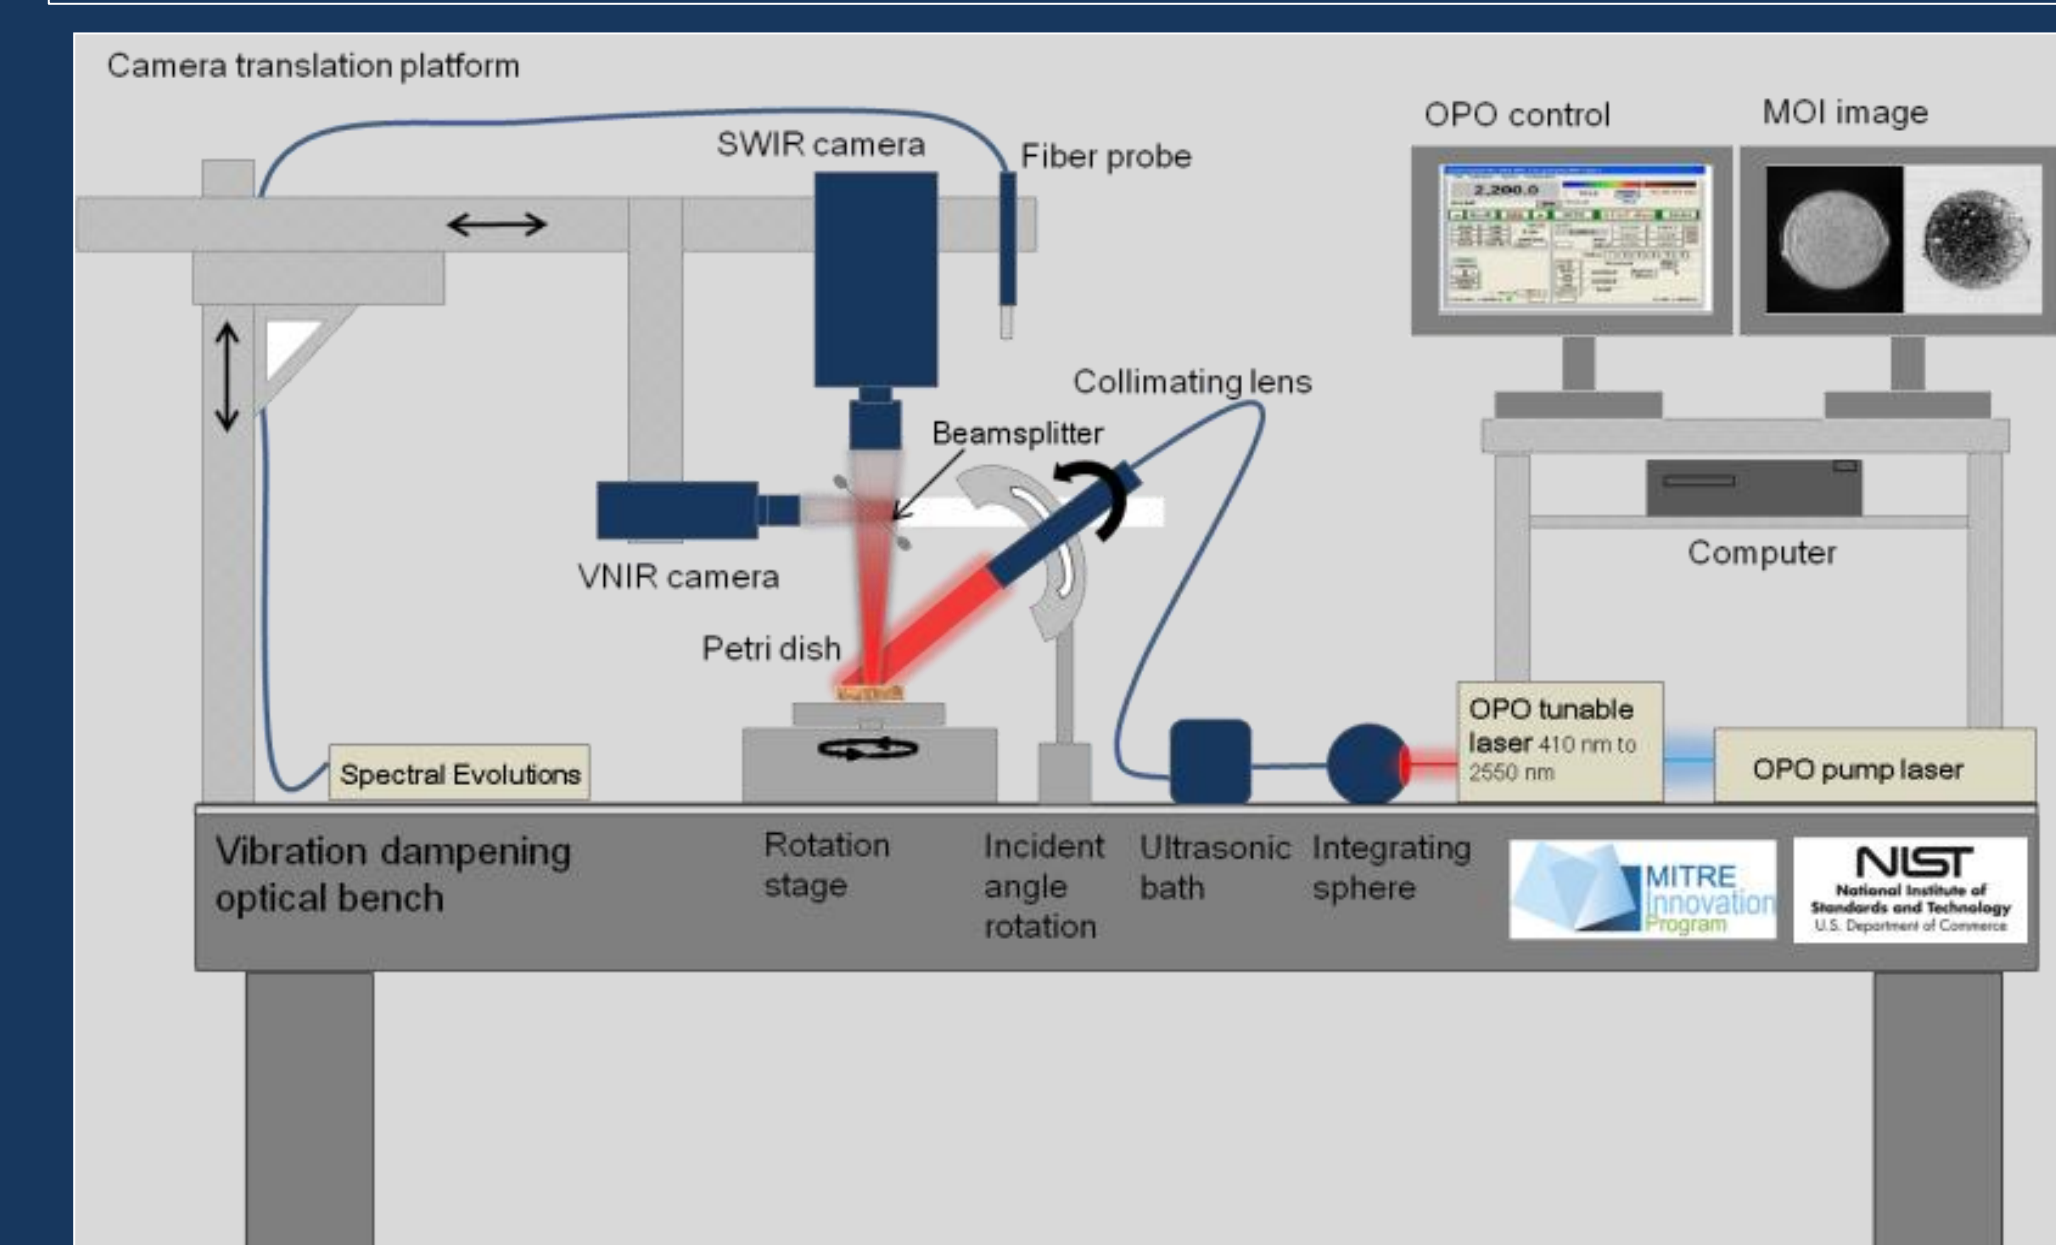 Camera translation platform
SWIR camera
Fiber probe
OPO control
MOI image
2,200.0
Collimating lens
Beamsplitter
VNIR camera
Computer
Petri dish
OPO tunable
laser 410 nm to
2550 nm
OPO pump laser
Spectral Evolutions
Vibration dampening
optical bench
Rotation
stage
Incident
angle
rotation
Ultrasonic
bath
Integrating
sphere
MITRE
Innovation
Program
NIST
National Institute of
Standards and Technology
U.S. Department of Commerce